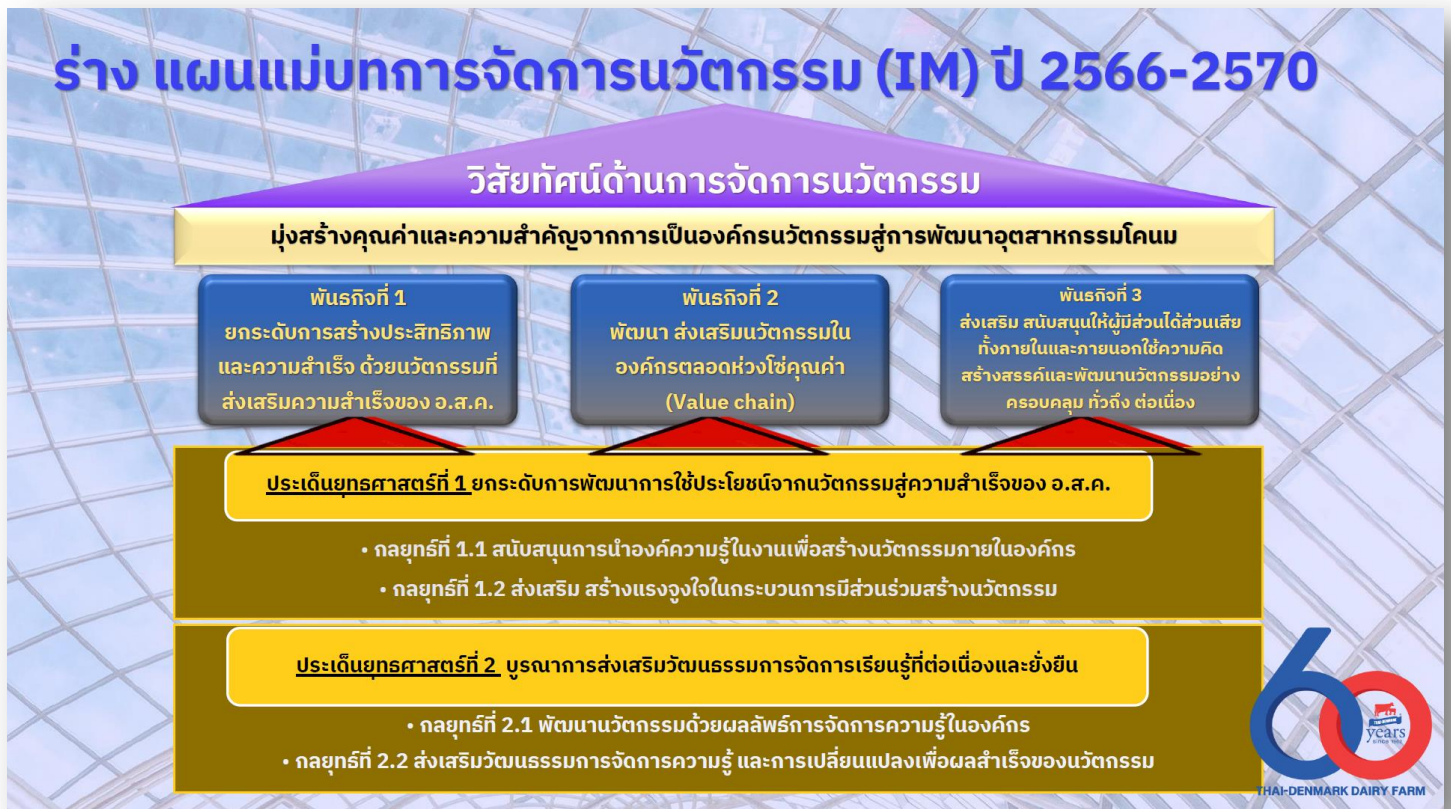 ร่าง แผนแม่บทการจัดการนวัตกรรม (IM) ปี 2566-2570
วิสัยทัศน์ด้านการจัดการนวัตกรรม
มุ่งสร้างคุณค่าและความสำคัญจากการเป็นองค์กรนวัตกรรมสู่การพัฒนาอุตสาหกรรมโคนม
พันธกิจที่ 1
ยกระดับการสร้างประสิทธิภาพ
และความสำเร็จ ด้วยนวัตกรรมที่
ส่งเสริมความสำเร็จของ อ.ส.ค.
พันธกิจที่ 2
พัฒนา ส่งเสริมนวัตกรรมใน
องค์กรตลอดห่วงโซ่คุณค่า
(Value chain)
พันธกิจที่ 3
ส่งเสริม สนับสนุนให้ผู้มีส่วนได้ส่วนเสีย
ทั้งภายในและภายนอกใช้ความคิด
สร้างสรรค์และพัฒนานวัตกรรมอย่าง
ครอบคลุม ทั่วถึง ต่อเนื่อง
ประเด็นยุทธศาสตร์ที่ 1 ยกระดับการพัฒนาการใช้ประโยชน์จากนวัตกรรมสู่ความสำเร็จของ อ.ส.ค.
• กลยุทธ์ที่ 1.1 สนับสนุนการนำองค์ความรู้ในงานเพื่อสร้างนวัตกรรมภายในองค์กร
• กลยุทธ์ที่ 1.2 ส่งเสริม สร้างแรงจูงใจในกระบวนการมีส่วนร่วมสร้างนวัตกรรม
ประเด็นยุทธศาสตร์ที่ 2 บูรณาการส่งเสริมวัฒนธรรมการจัดการเรียนรู้ที่ต่อเนื่องและยั่งยืน
• กลยุทธ์ที่ 2.1 พัฒนานวัตกรรมด้วยผลลัพธ์การจัดการความรู้ในองค์กร
• กลยุทธ์ที่ 2.2 ส่งเสริมวัฒนธรรมการจัดการความรู้ และการเปลี่ยนแปลงเพื่อผลสำเร็จของนวัตกรรม
60
years
THAI-DENMARK DAIRY FARM